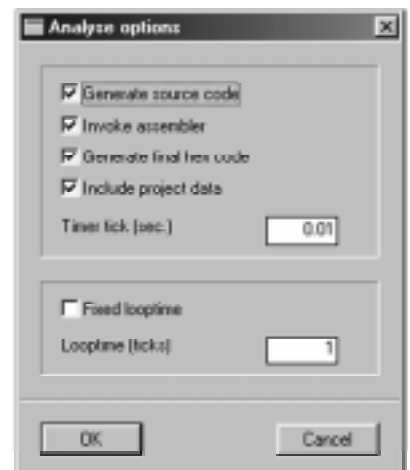 Analyse options
Generate source code
Invoke assembler
Generate final hex code
Include project data
Timer tick (sec.) 0.01
Fixed looptime
Looptime (ticks) 1
OK Cancel